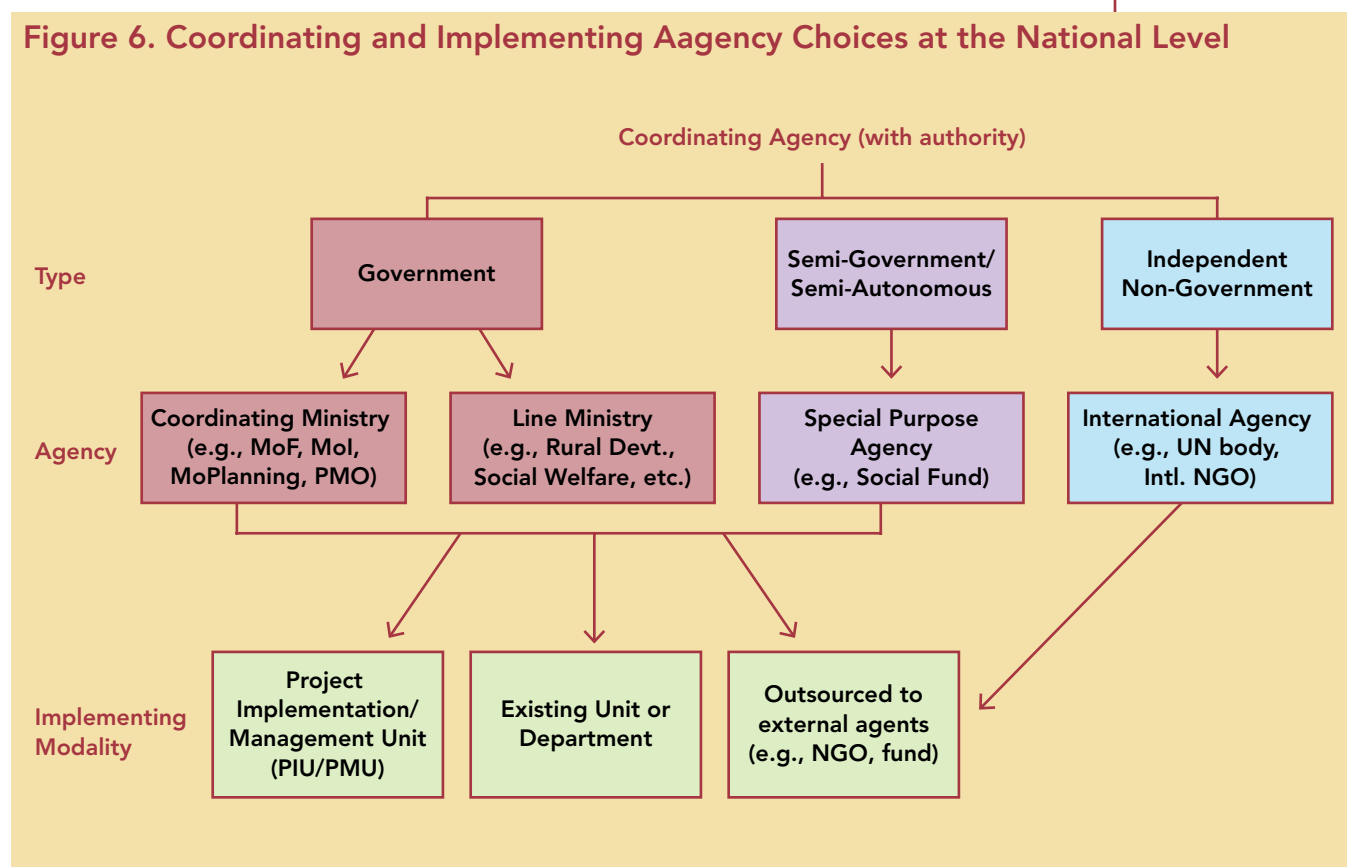 Figure 6. Coordinating and Implementing Aagency Choices at the National Level
Coordinating Agency (with authority)
Type
Government
Semi-Government/
Semi-Autonomous
Independent
Non-Government
Agency
Coordinating Ministry
(e.g., MoF, MoI,
MoPlanning, PMO)
Line Ministry
(e.g., Rural Devt.,
Social Welfare, etc.)
Special Purpose
Agency
(e.g., Social Fund)
International Agency
(e.g., UN body,
Intl. NGO)
Implementing
Modality
Project
Implementation/
Management Unit
(PIU/PMU)
Existing Unit or
Department
Outsourced to
external agents
(e.g., NGO, fund)